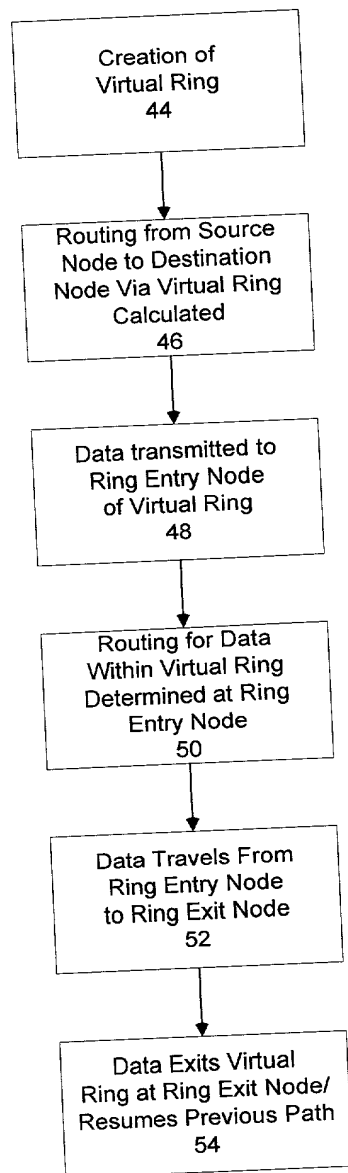 Creation of
Virtual Ring
44
Routing from Source
Node to Destination
Node Via Virtual Ring
Calculated
46
Data transmitted to
Ring Entry Node
of Virtual Ring
48
Routing for Data
Within Virtual Ring
Determined at Ring
Entry Node
50
Data Travels From
Ring Entry Node
to Ring Exit Node
52
Data Exits Virtual
Ring at Ring Exit Node/
Resumes Previous Path
54